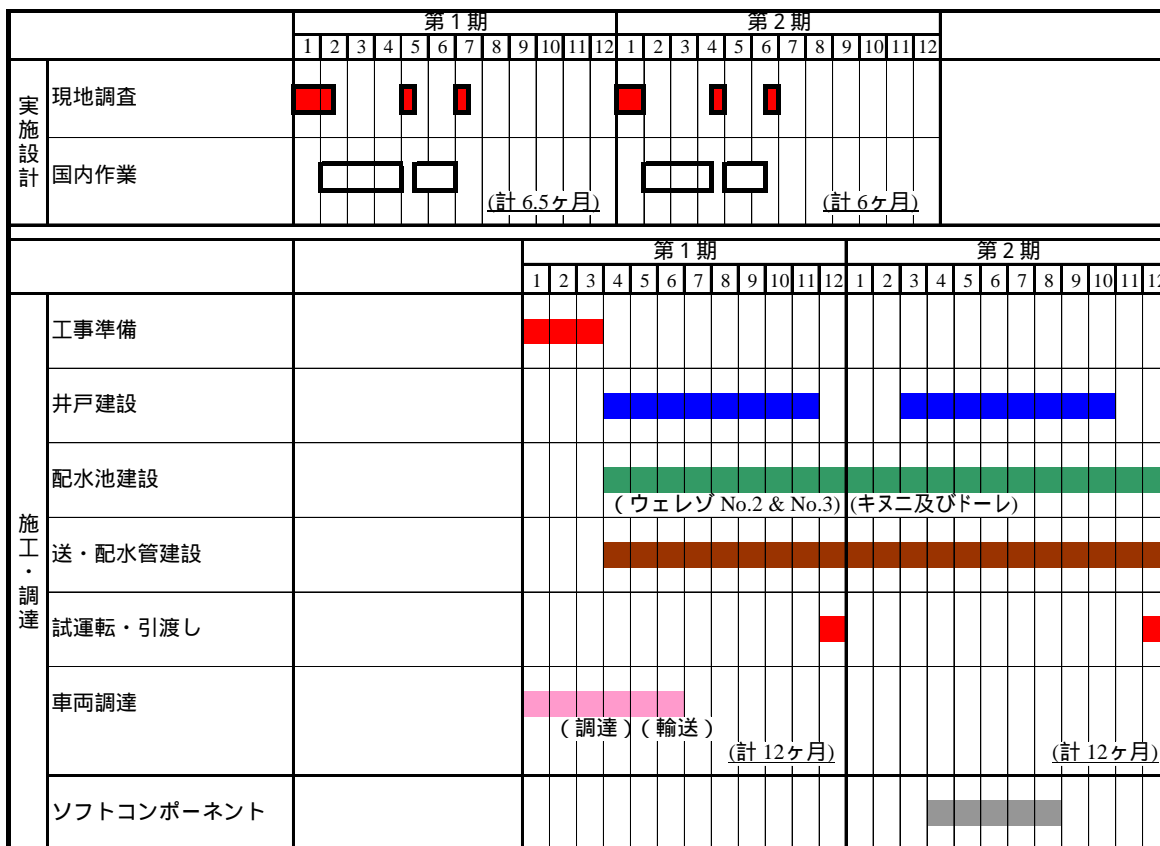 第1期 第2期
1 2 3 4 5 6 7 8 9 10 11 12 1 2 3 4 5 6 7 8 9 10 11 12
実施設計
現地調査
国内作業
(計 6.5ヶ月) (計 6ヶ月)
第1期 第2期
1 2 3 4 5 6 7 8 9 10 11 12 1 2 3 4 5 6 7 8 9 10 11 12
施工・調達
工事準備
井戸建設
配水池建設
(ウェレゾ No.2 & No.3) (キヌニ及びドーレ)
送・配水管建設
試運転・引渡し
車両調達
(調達)(輸送)
(計 12ヶ月) (計 12ヶ月)
ソフトコンポーネント